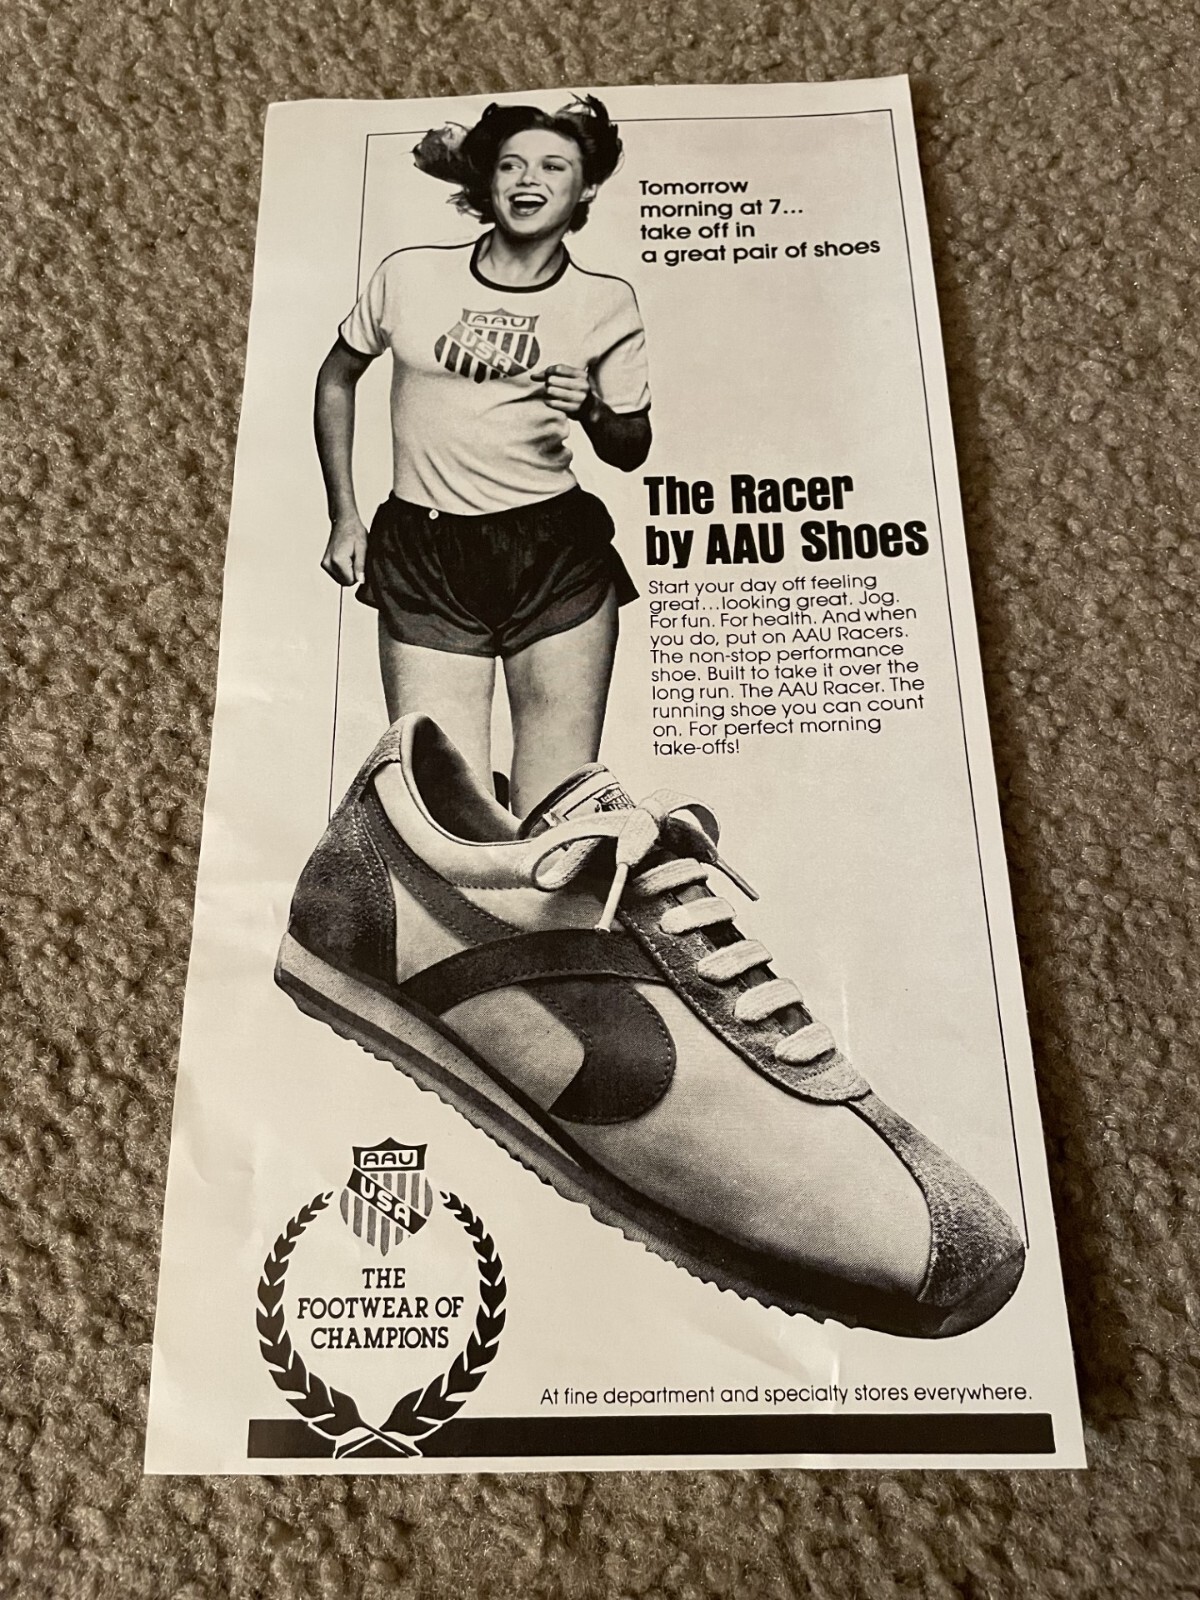 Tomorrow
morning at 7...
take off in
a great pair of shoes
AAU
USA
The Racer
by AAU Shoes
Start your day off feeling
great...looking great. Jog.
For fun. For health. And when
you do, put on AAU Racers.
The non-stop performance
shoe. Built to take it over the
long run. The AAU Racer. The
running shoe you can count
on. For perfect morning
take-offs!
USA
AAU
USA
THE
FOOTWEAR OF
CHAMPIONS
At fine department and specialty stores everywhere.